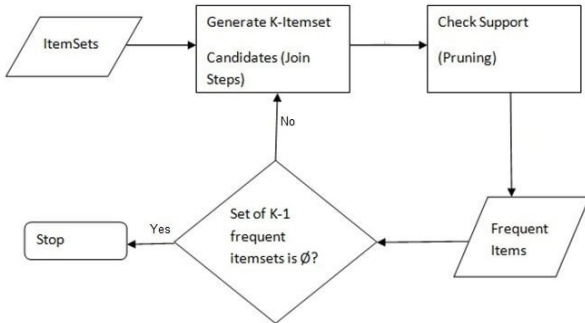 ItemSets
Generate K-Itemset
Candidates (Join
Steps)
Check Support
(Pruning)
No
Yes
Stop
Set of K-1
frequent
itemsets is Ø?
Frequent
Items